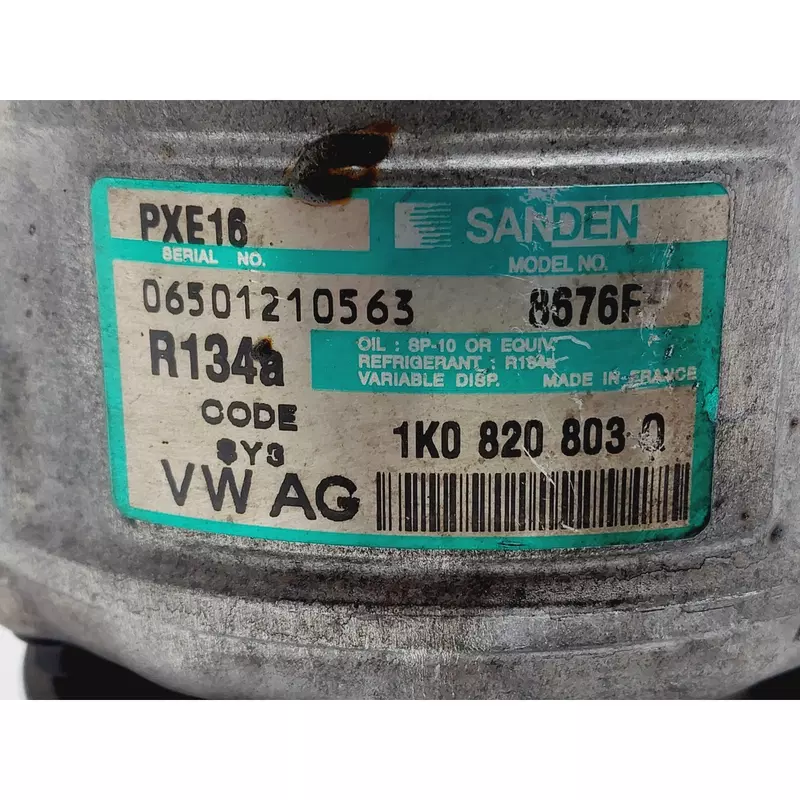 PXE16 SANDEN
SERIAL NO. MODEL NO.
06501210563 8676F
R134a
OIL : SP-10 OR EQUIV.
REFRIGERANT : R134a
VARIABLE DISP. MADE IN FRANCE
CODE
8Y3
1K0 820 803 Q
VW AG